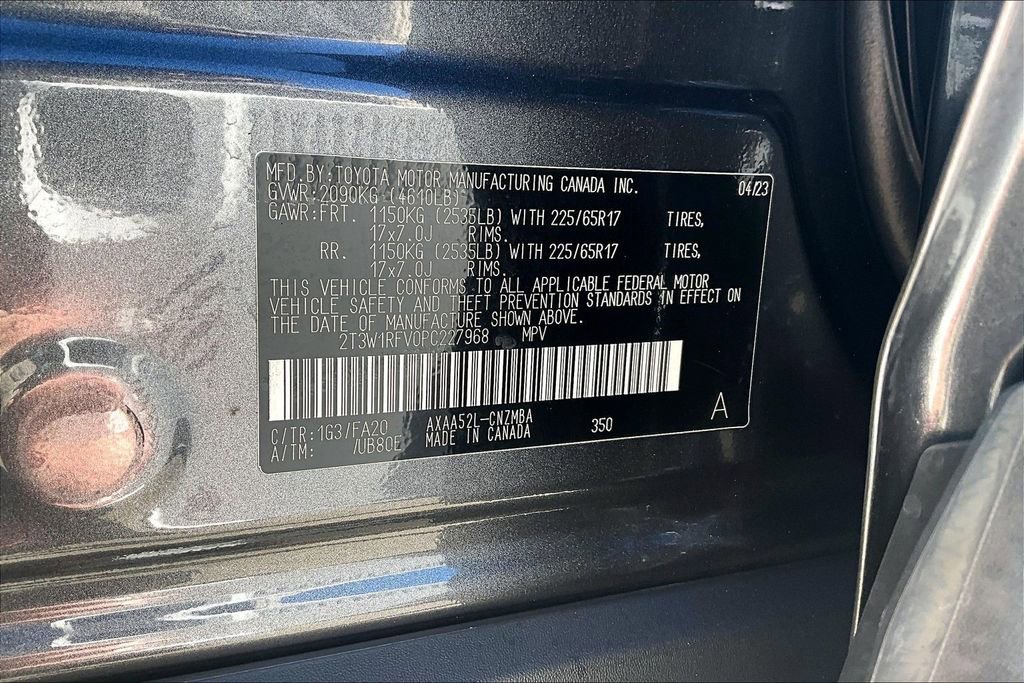 MFD.BY:TOYOTA MOTOR MANUFACTURING CANADA INC. 04/23
GVWR:2090KG (4610LB)
GAWR:FRT. 1150KG (2535LB) WITH 225/65R17 TIRES,
17x7.0J RIMS.
RR. 1150KG (2535LB) WITH 225/65R17 TIRES,
17x7.0J RIMS.
THIS VEHICLE CONFORMS TO ALL APPLICABLE FEDERAL MOTOR
VEHICLE SAFETY AND THEFT PREVENTION STANDARDS IN EFFECT ON
THE DATE OF MANUFACTURE SHOWN ABOVE.
2T3W1RFV0PC227968 MPV
C/TR:1G3/FA20 AXAA52L-CNZMBA 350 A
A/TM: /UB80E MADE IN CANADA